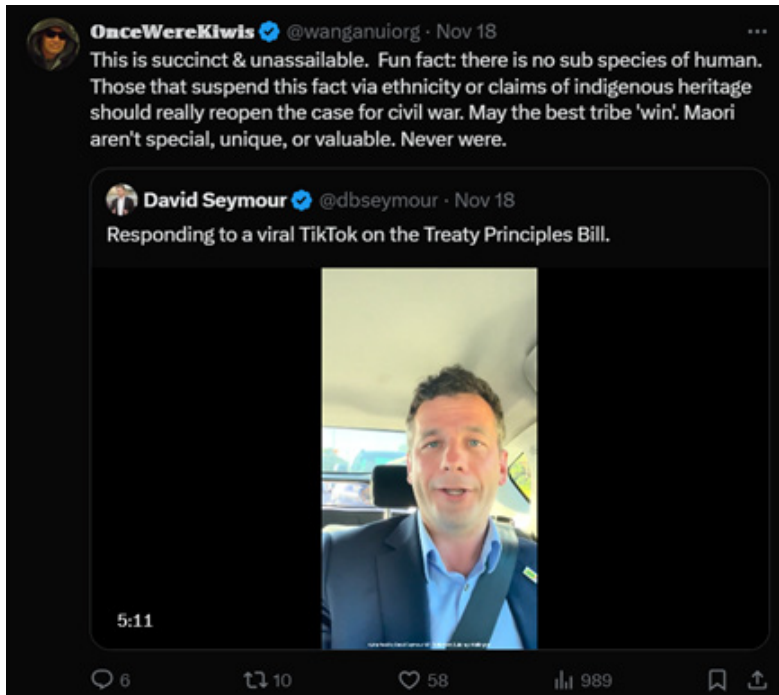 OnceWereKiwis @wanganuiorg · Nov 18
This is succinct & unassailable. Fun fact: there is no sub species of human.
Those that suspend this fact via ethnicity or claims of indigenous heritage
should really reopen the case for civil war. May the best tribe 'win'. Maori
aren't special, unique, or valuable. Never were.
David Seymour @dbseymour · Nov 18
Responding to a viral TikTok on the Treaty Principles Bill.
5:11
6 10 58 989